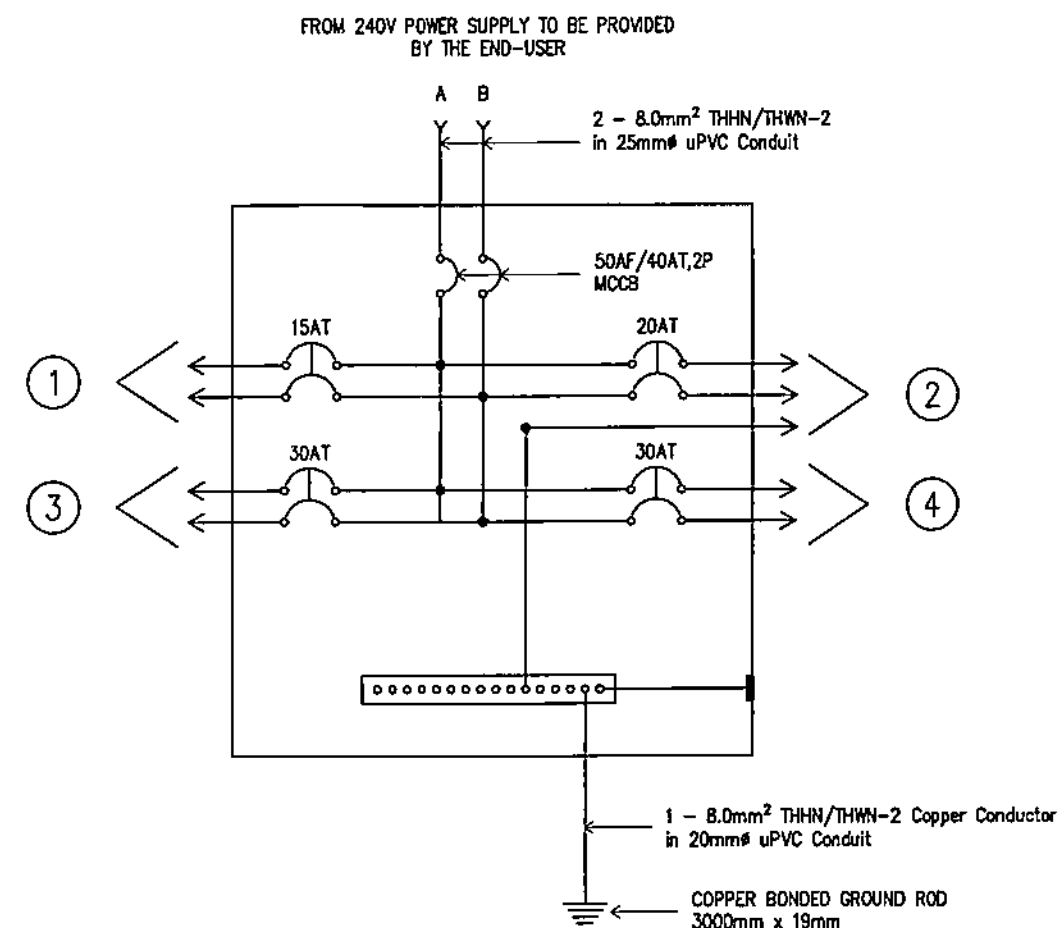 FROM 240V POWER SUPPLY TO BE PROVIDED
BY THE END-USER
A B
2 - 8.0mm² THHN/THWN-2
in 25mmø uPVC Conduit
50AF/40AT,2P
MCCB
15AT
20AT
1
2
30AT
30AT
3
4
1 - 8.0mm² THHN/THWN-2 Copper Conductor
in 20mmø uPVC Conduit
COPPER BONDED GROUND ROD
3000mm x 19mm